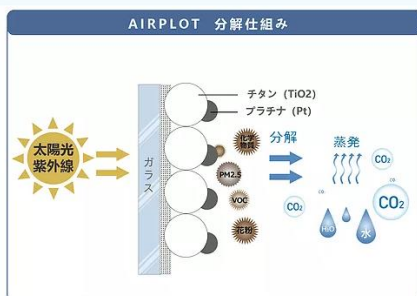 AIRPLOT 分解仕組み
チタン (TiO2)
プラチナ (Pt)
太陽光
紫外線
ガラス
化学
物質
PM2.5
VOC
花粉
分解
蒸発
CO₂
CO₂
CO₂
H₂O
水